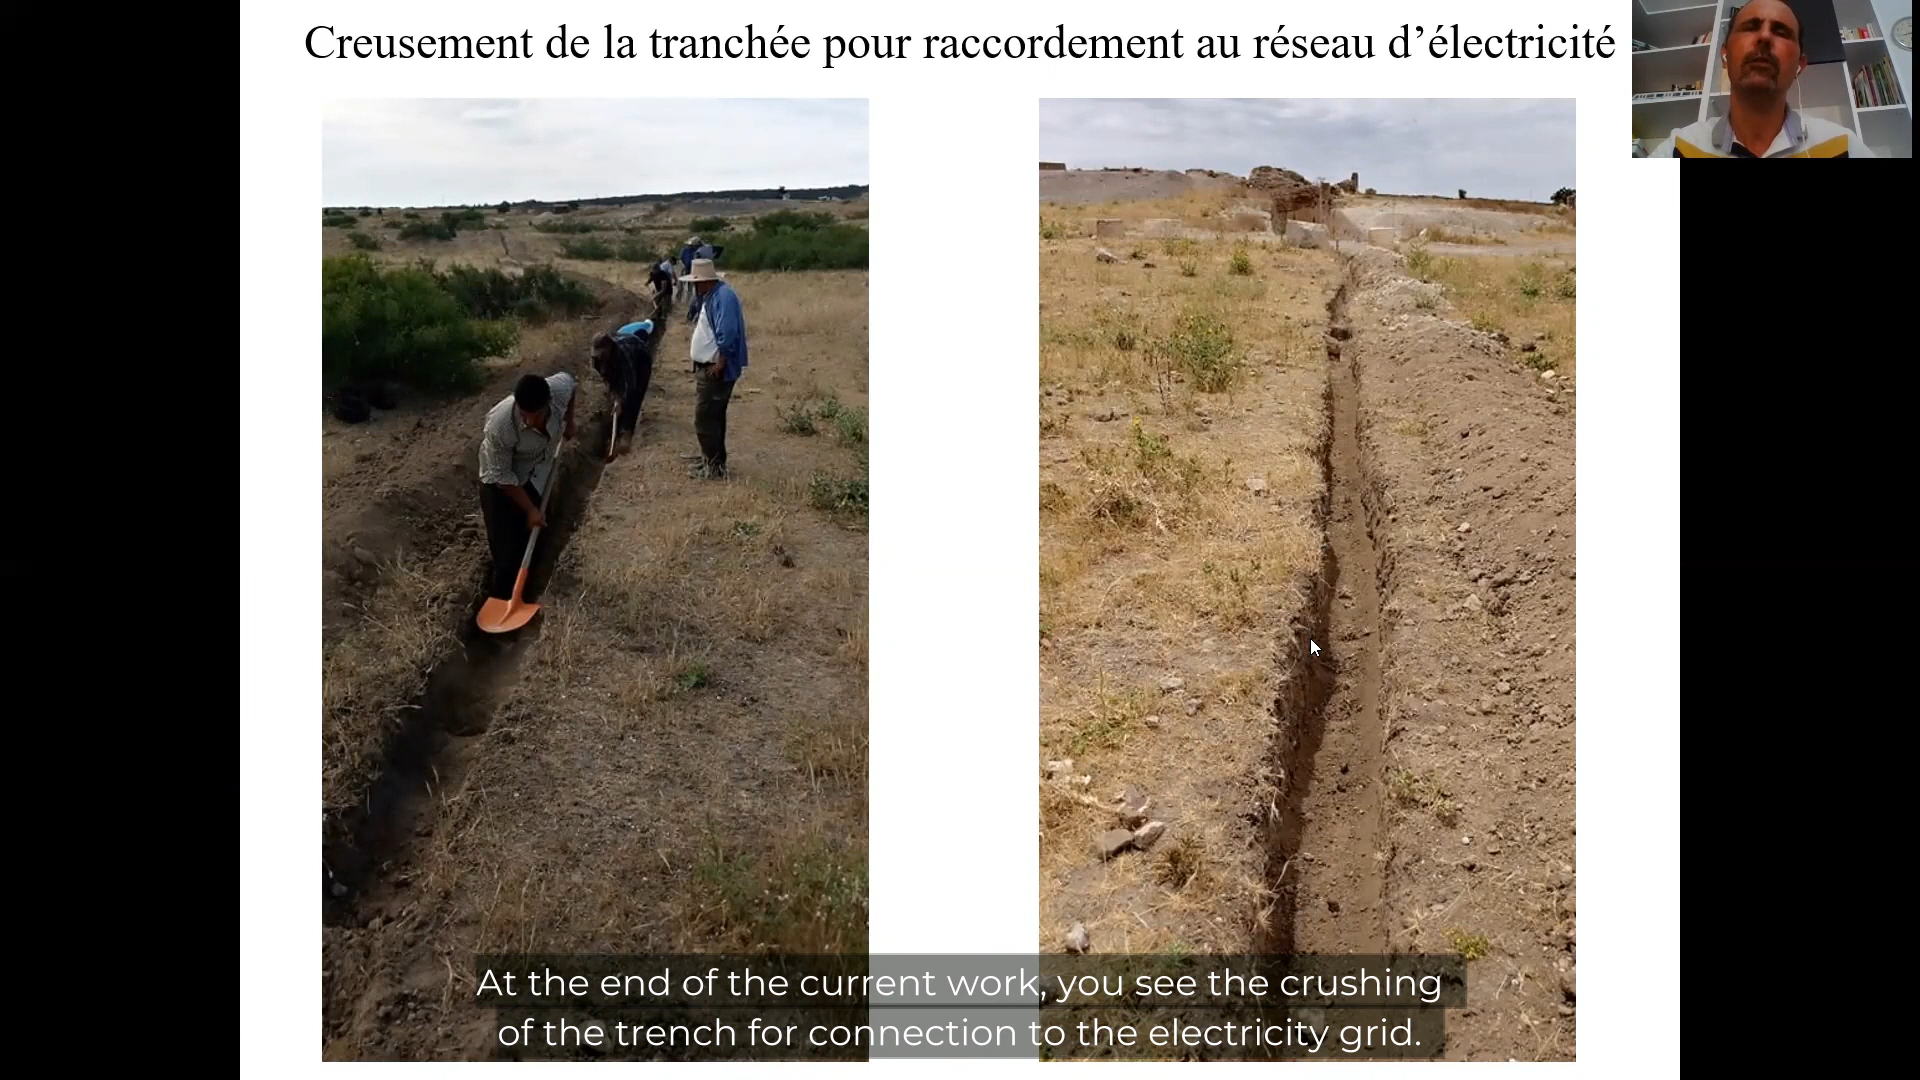 Creusement de la tranchée pour raccordement au réseau d’électricité
At the end of the current work, you see the crushing
of the trench for connection to the electricity grid.